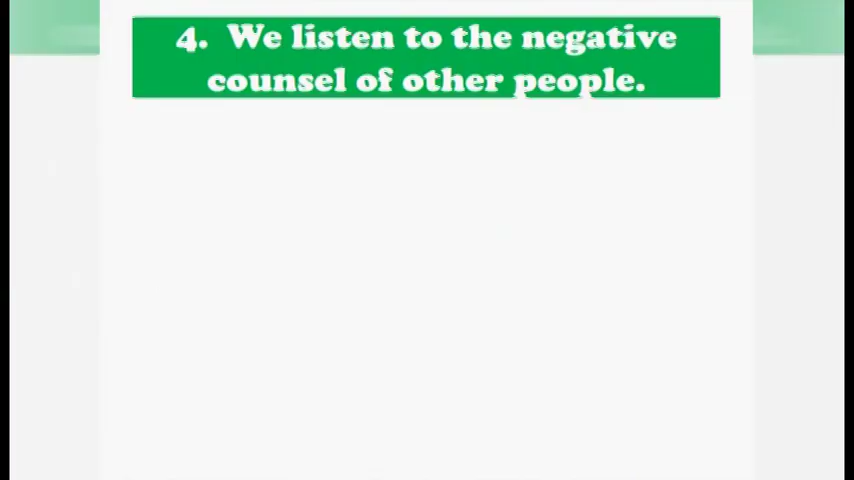 4. We listen to the negative
counsel of other people.